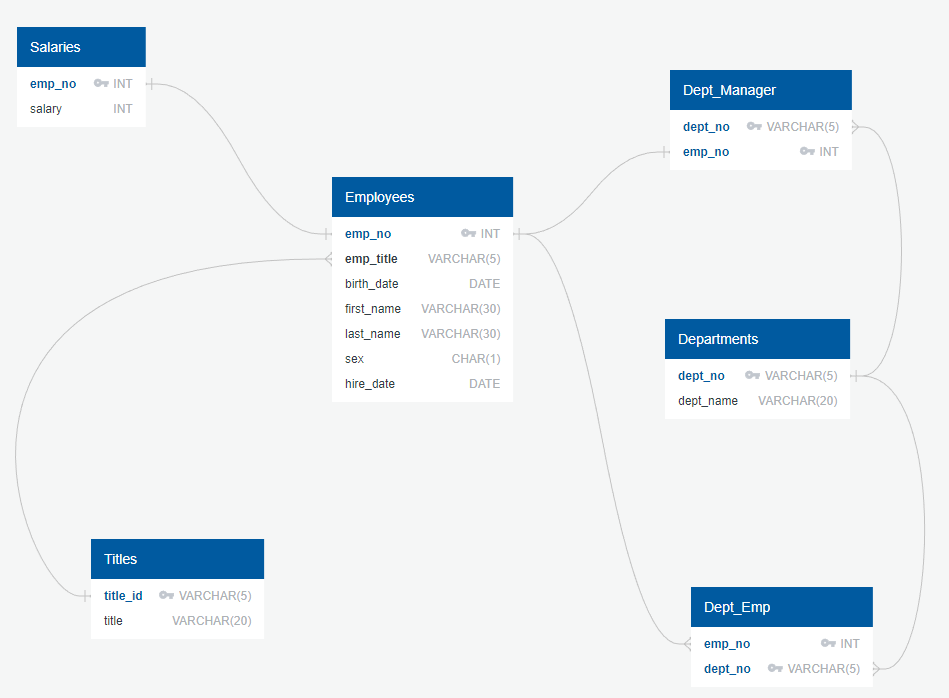 Salaries
emp_no INT
salary INT
Employees
emp_no INT
emp_title VARCHAR(5)
birth_date DATE
first_name VARCHAR(30)
last_name VARCHAR(30)
sex CHAR(1)
hire_date DATE
Titles
title_id VARCHAR(5)
title VARCHAR(20)
Dept_Manager
dept_no VARCHAR(5)
emp_no INT
Departments
dept_no VARCHAR(5)
dept_name VARCHAR(20)
Dept_Emp
emp_no INT
dept_no VARCHAR(5)